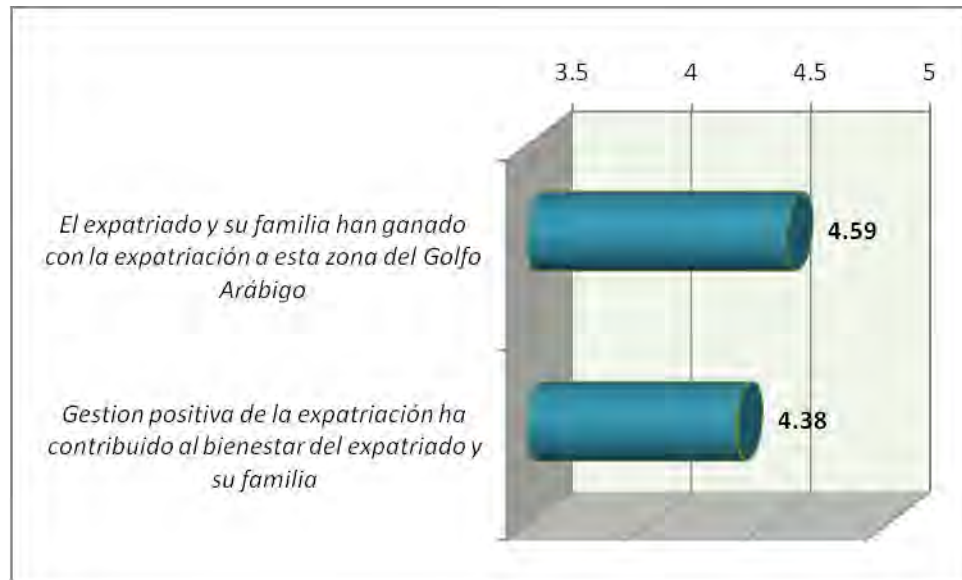 3.5 4 4.5 5
El expatriado y su familia han ganado
con la expatriación a esta zona del Golfo
Arábigo
4.59
Gestion positiva de la expatriación ha
contribuido al bienestar del expatriado y
su familia
4.38